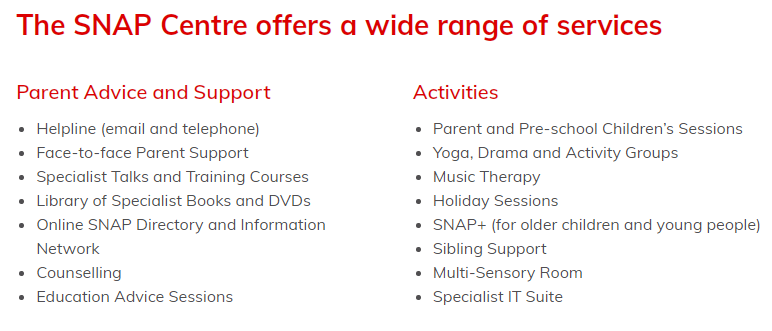 The SNAP Centre offers a wide range of services
Parent Advice and Support
• Helpline (email and telephone)
• Face-to-face Parent Support
• Specialist Talks and Training Courses
• Library of Specialist Books and DVDs
• Online SNAP Directory and Information
Network
• Counselling
• Education Advice Sessions
Activities
• Parent and Pre-school Children’s Sessions
• Yoga, Drama and Activity Groups
• Music Therapy
• Holiday Sessions
• SNAP+ (for older children and young people)
• Sibling Support
• Multi-Sensory Room
• Specialist IT Suite